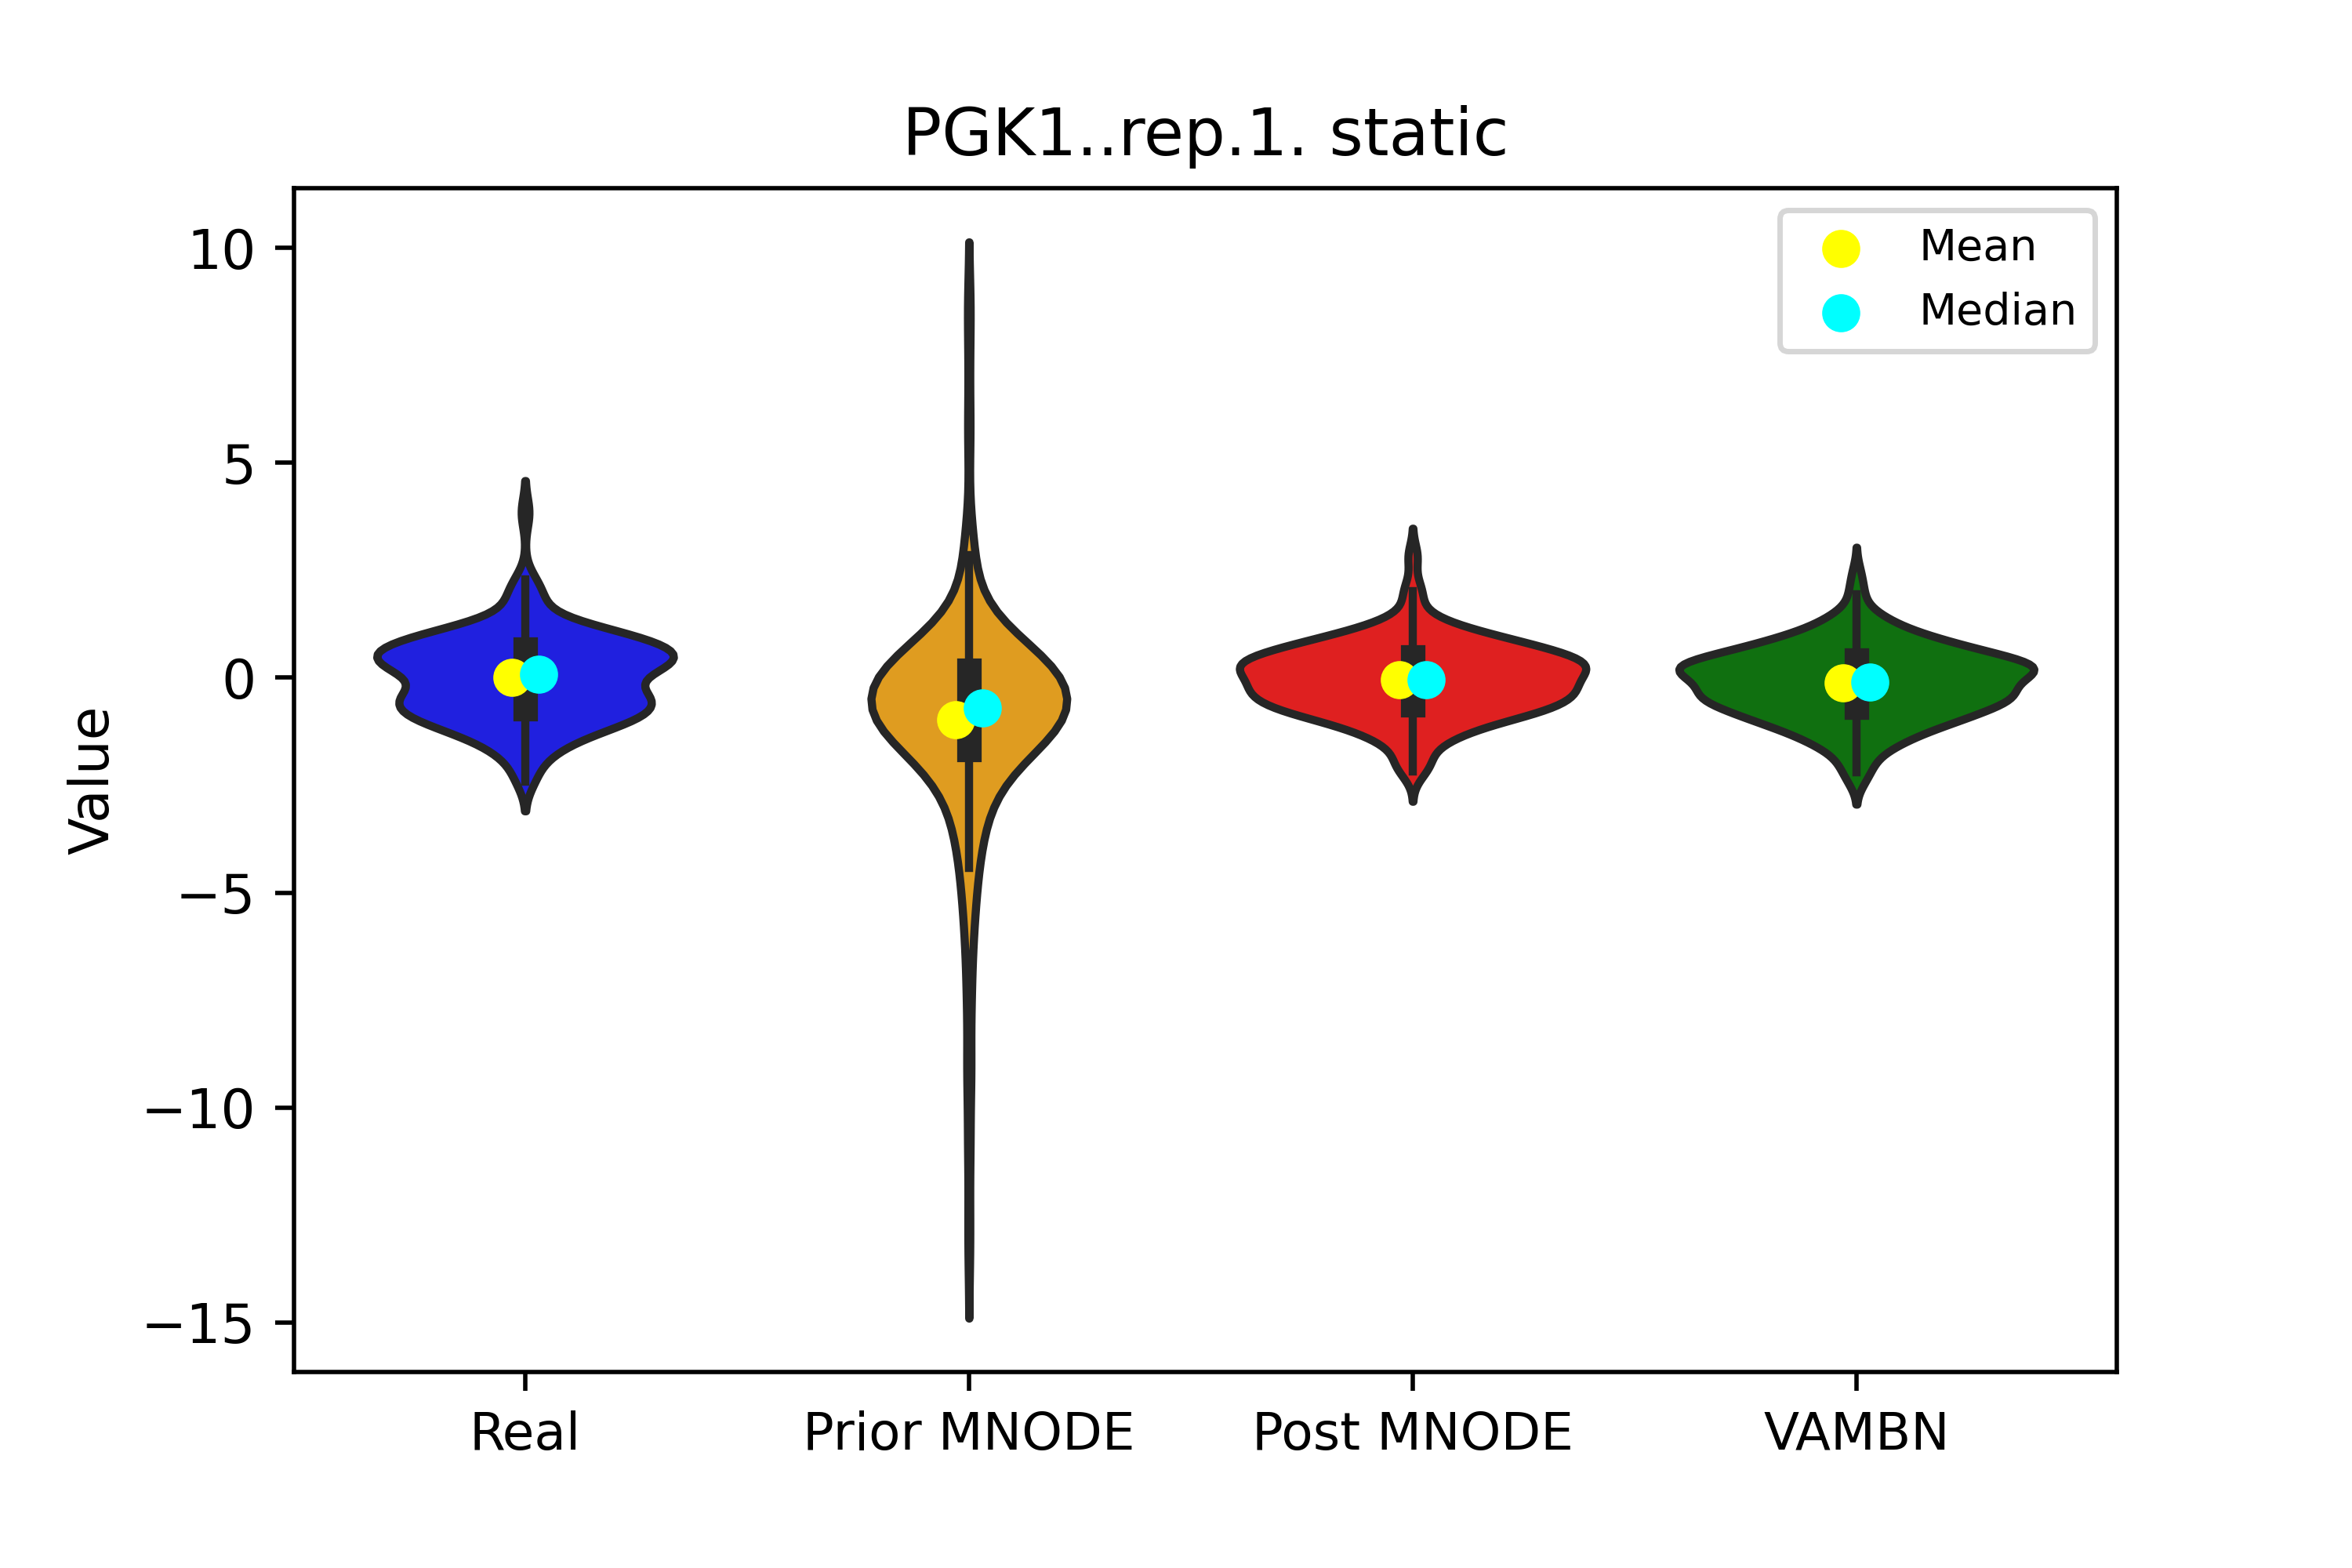 PGK1..rep.1. static
Mean
Median
Value
10
5
0
−5
−10
−15
Real
Prior MNODE
Post MNODE
VAMBN